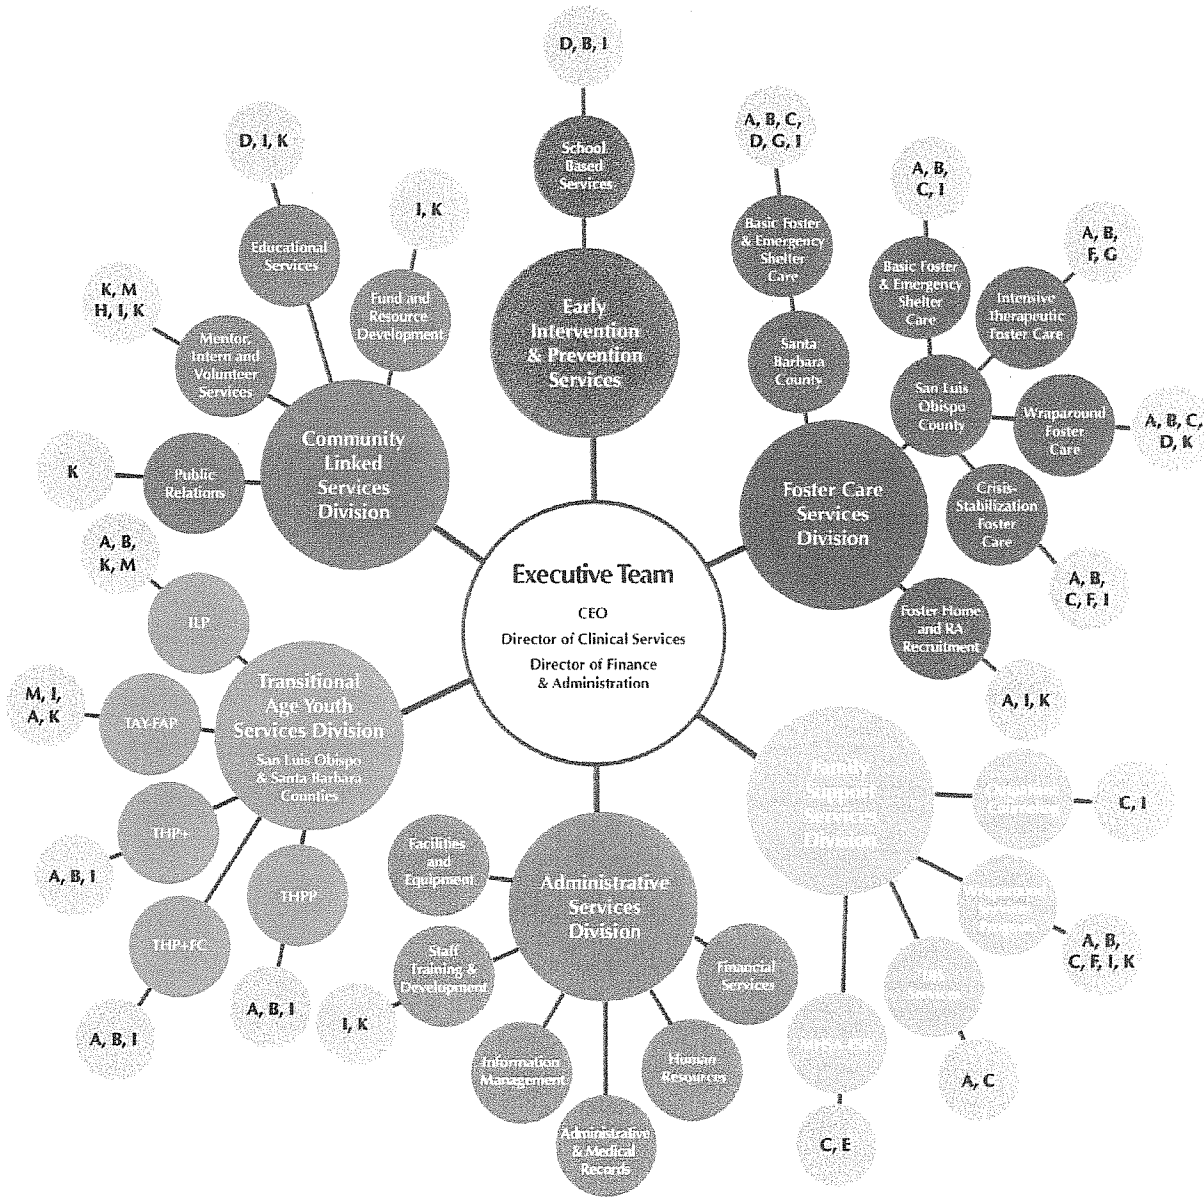 D, B, I
School
Based
Services
Early
Intervention
& Prevention
Services
A, B, C,
D, G, I
Basic Foster
& Emergency
Shelter
Care
Santa
Barbara
County
A, B,
C, I
Basic Foster
& Emergency
Shelter
Care
A, B,
F, G
Intensive
Therapeutic
Foster Care
San Luis
Obispo
County
Wraparound
Foster
Care
A, B, C,
D, K
Crisis-
Stabilization
Foster
Care
A, B,
C, F, I
Foster Care
Services
Division
Foster Home
and RA
Recruitment
A, I, K
D, I, K
Educational
Services
I, K
Fund and
Resource
Development
K, M
H, I, K
Mentor,
Intern and
Volunteer
Services
K
Public
Relations
Community
Linked
Services
Division
Executive Team
CEO
Director of Clinical Services
Director of Finance
& Administration
A, B,
K, M
ILP
M, I,
A, K
TAY-FAP
Transitional
Age Youth
Services Division
San Luis Obispo
& Santa Barbara
Counties
THP+
A, B, I
THP+FC
A, B, I
THPP
A, B, I
Family
Support
Services
Division
C, I
A, B,
C, F, I, K
A, C
C, E
Administrative
Services
Division
Facilities
and
Equipment
Staff
Training &
Development
I, K
Information
Management
Administrative
& Medical
Records
Human
Resources
Financial
Services